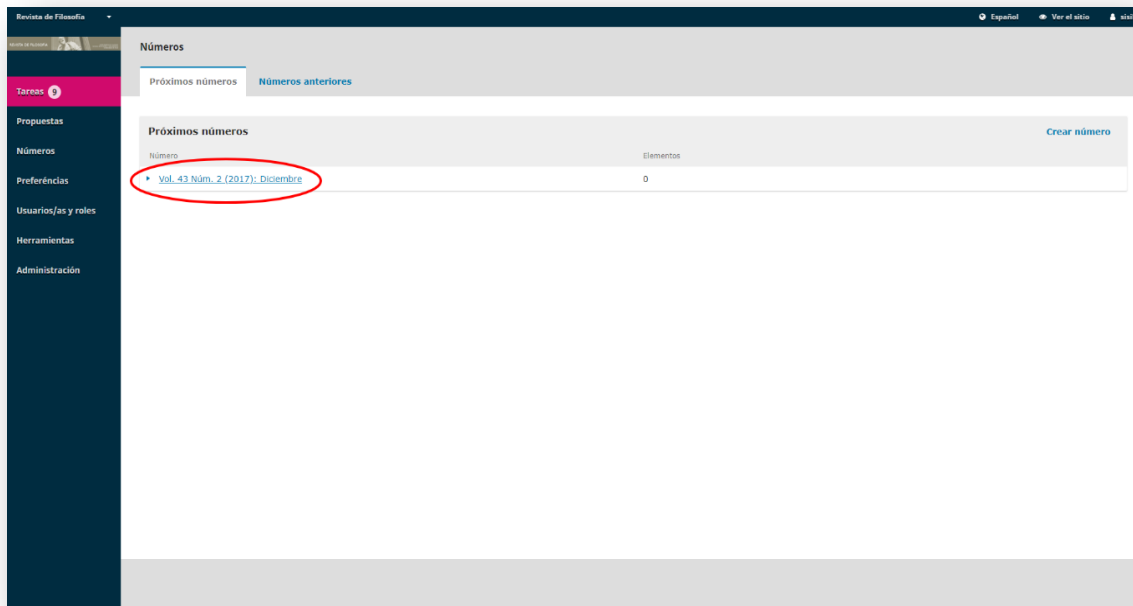 Revista de Filosofía
Español
Ver el sitio
Números
Próximos números
Números anteriores
Tareas 9
Propuestas
Números
Preferéncias
Usuarios/as y roles
Herramientas
Administración
Próximos números
Crear número
Número
Elementos
Vol. 43 Núm. 2 (2017): Diciembre
0